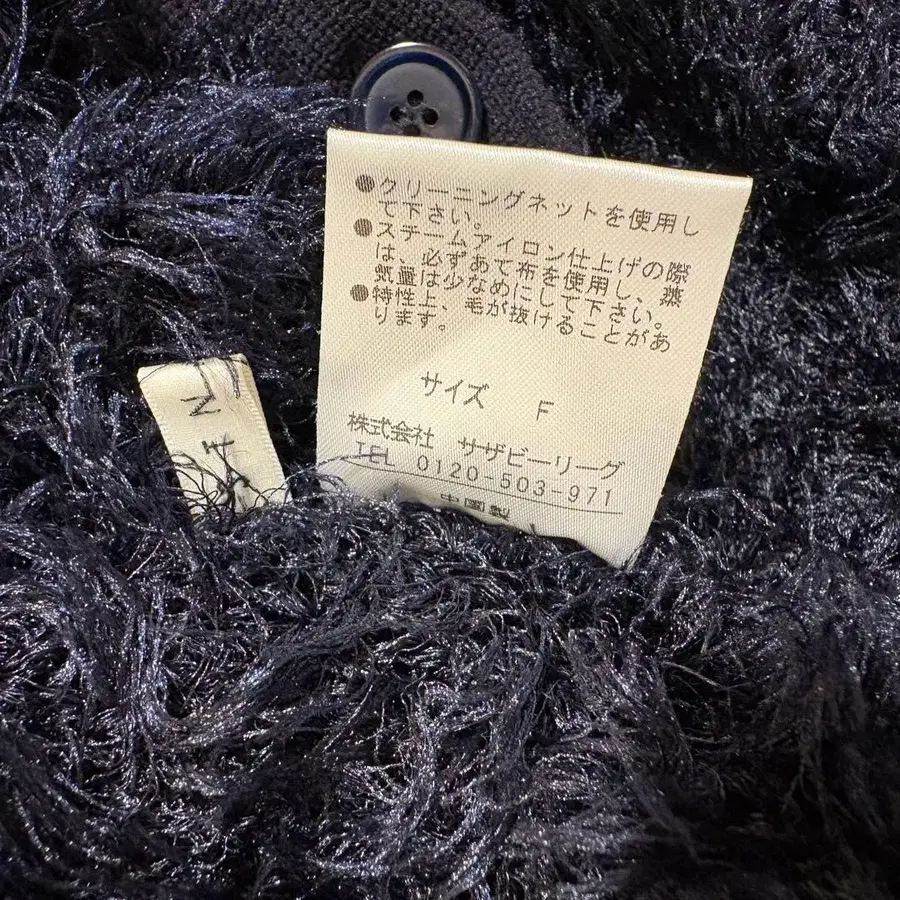 ●クリーニングネットを使用し
て下さい。
●スチームアイロン仕上げの際
は、必ずあて布を使用し、蒸
気量は少なめにして下さい。
●特性上、毛が抜けることがあ
ります。
サイズ F
株式会社 サザビーリーグ
TEL 0120-503-971
中国製